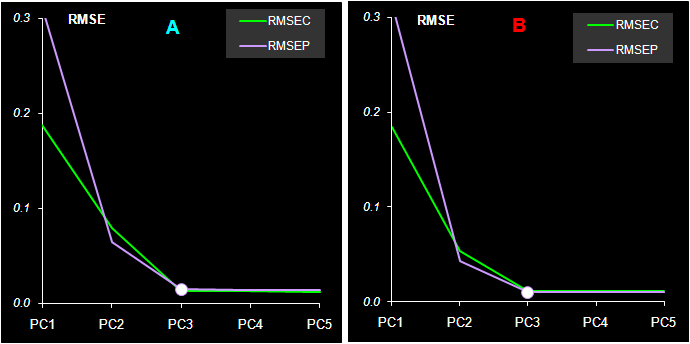 0.3 RMSE A RMSEC
RMSEP
0.2
0.1
0.0
PC1 PC2 PC3 PC4 PC5
0.3 RMSE B RMSEC
RMSEP
0.2
0.1
0.0
PC1 PC2 PC3 PC4 PC5